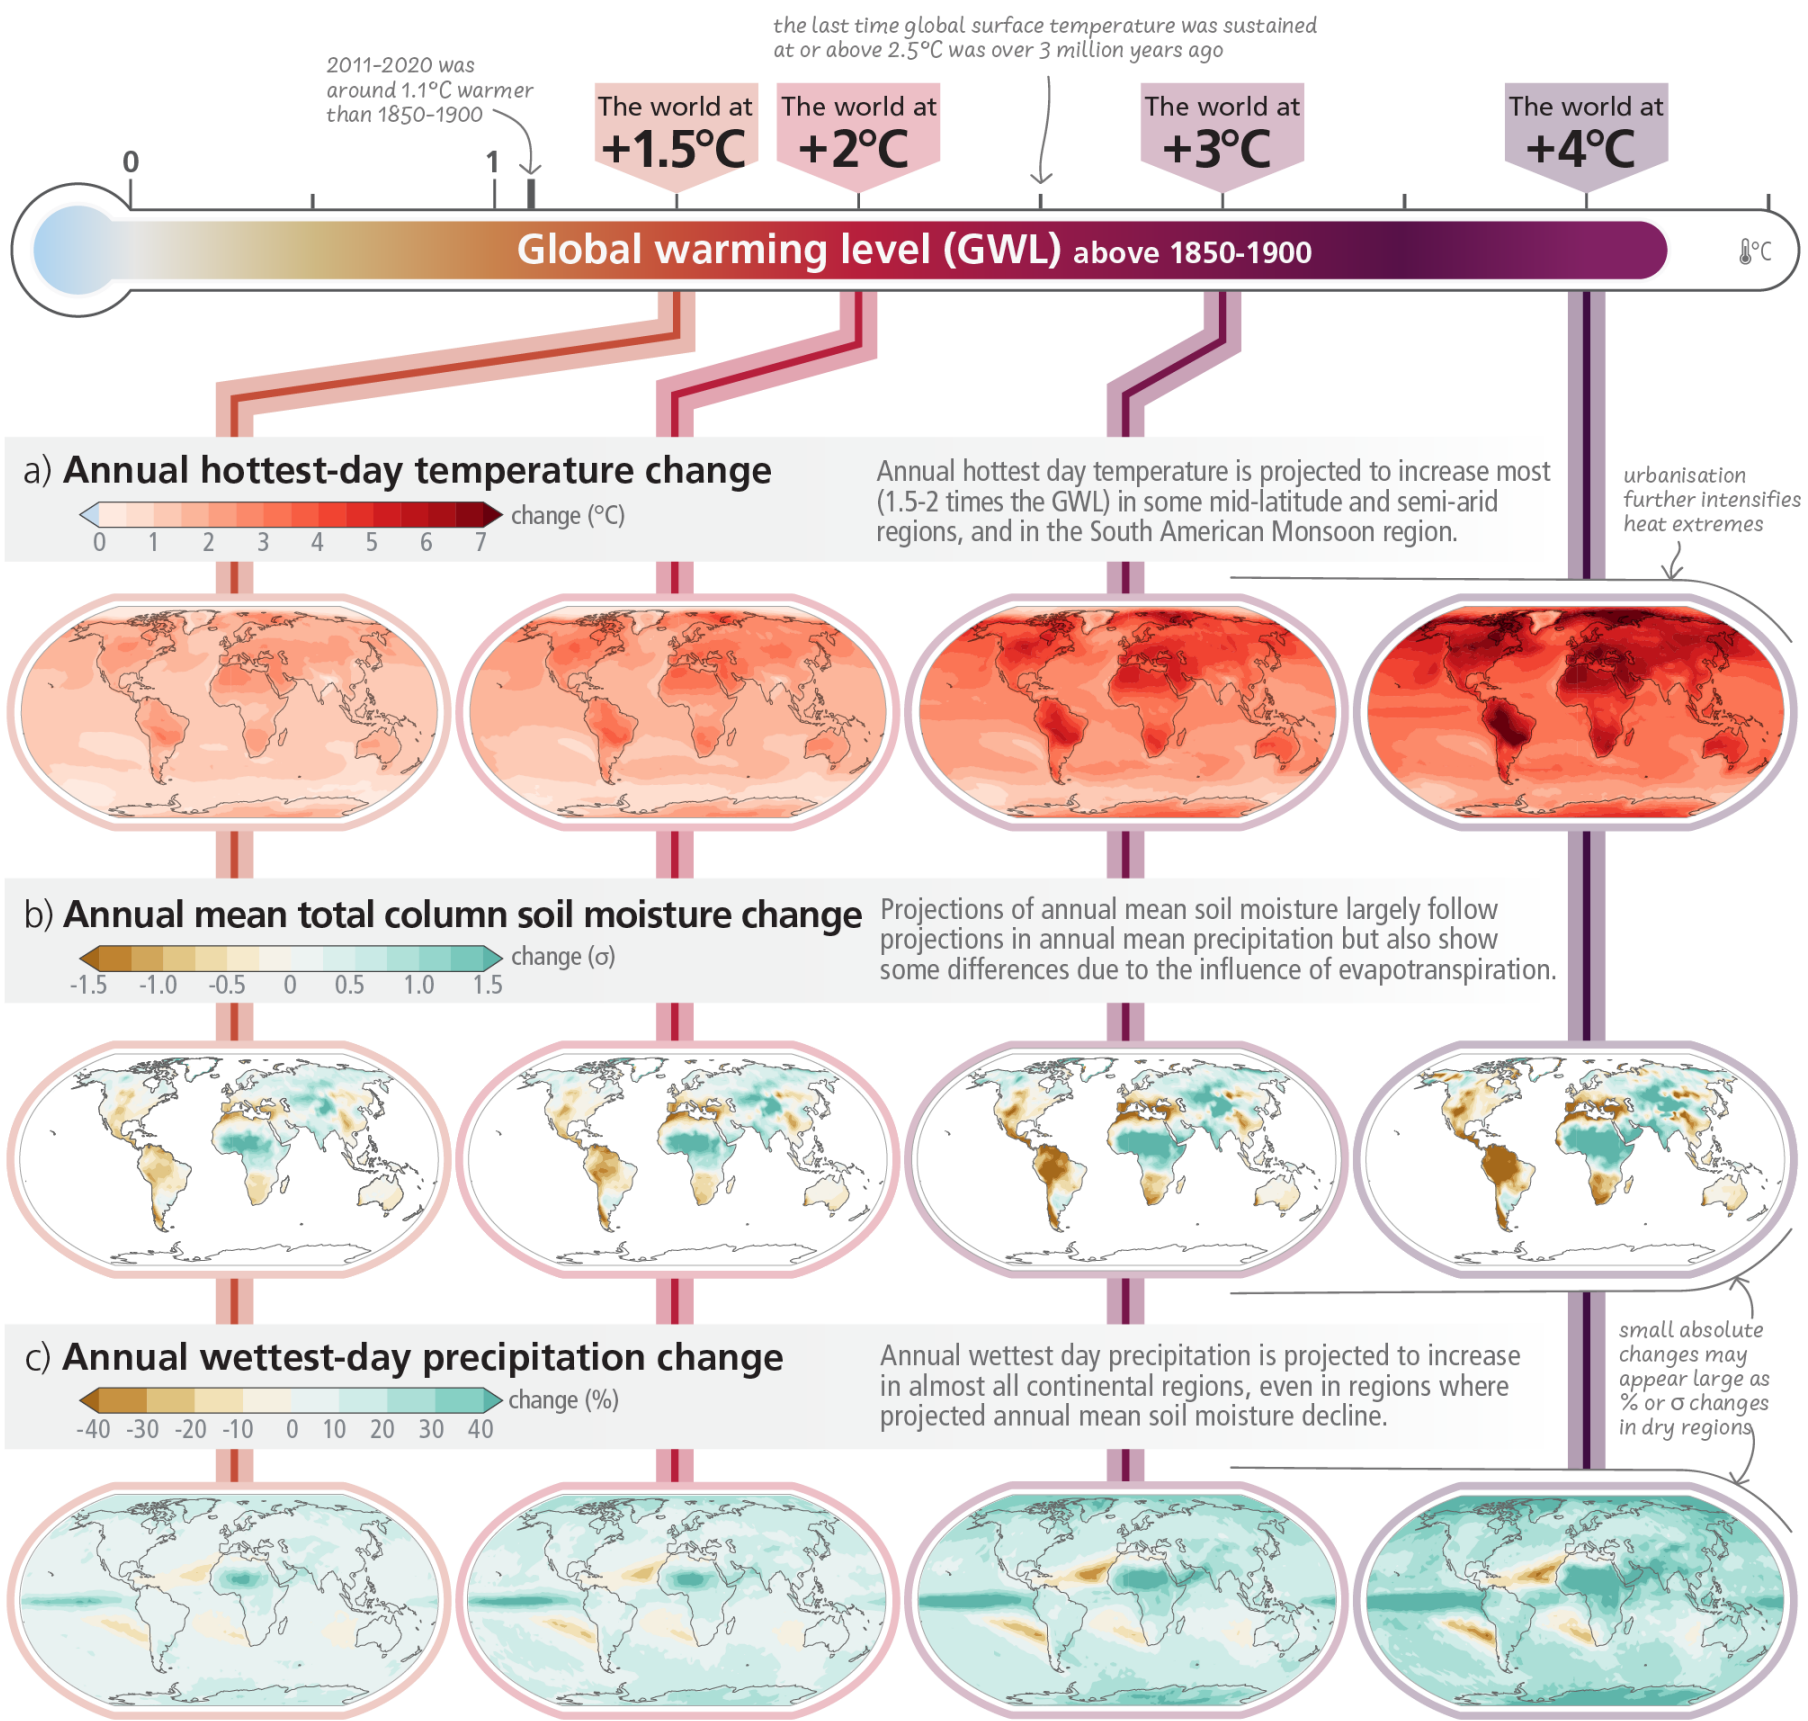 the last time global surface temperature was sustained
at or above 2.5°C was over 3 million years ago
2011-2020 was
around 1.1°C warmer
than 1850-1900
The world at
+1.5°C
The world at
+2°C
The world at
+3°C
The world at
+4°C
0
1
Global warming level (GWL) above 1850-1900
°C
a) Annual hottest-day temperature change
change (°C)
0 1 2 3 4 5 6 7
Annual hottest day temperature is projected to increase most
(1.5-2 times the GWL) in some mid-latitude and semi-arid
regions, and in the South American Monsoon region.
urbanisation
further intensifies
heat extremes
b) Annual mean total column soil moisture change
change (σ)
-1.5 -1.0 -0.5 0 0.5 1.0 1.5
Projections of annual mean soil moisture largely follow
projections in annual mean precipitation but also show
some differences due to the influence of evapotranspiration.
c) Annual wettest-day precipitation change
change (%)
-40 -30 -20 -10 0 10 20 30 40
Annual wettest day precipitation is projected to increase
in almost all continental regions, even in regions where
projected annual mean soil moisture decline.
small absolute
changes may
appear large as
% or σ changes
in dry regions